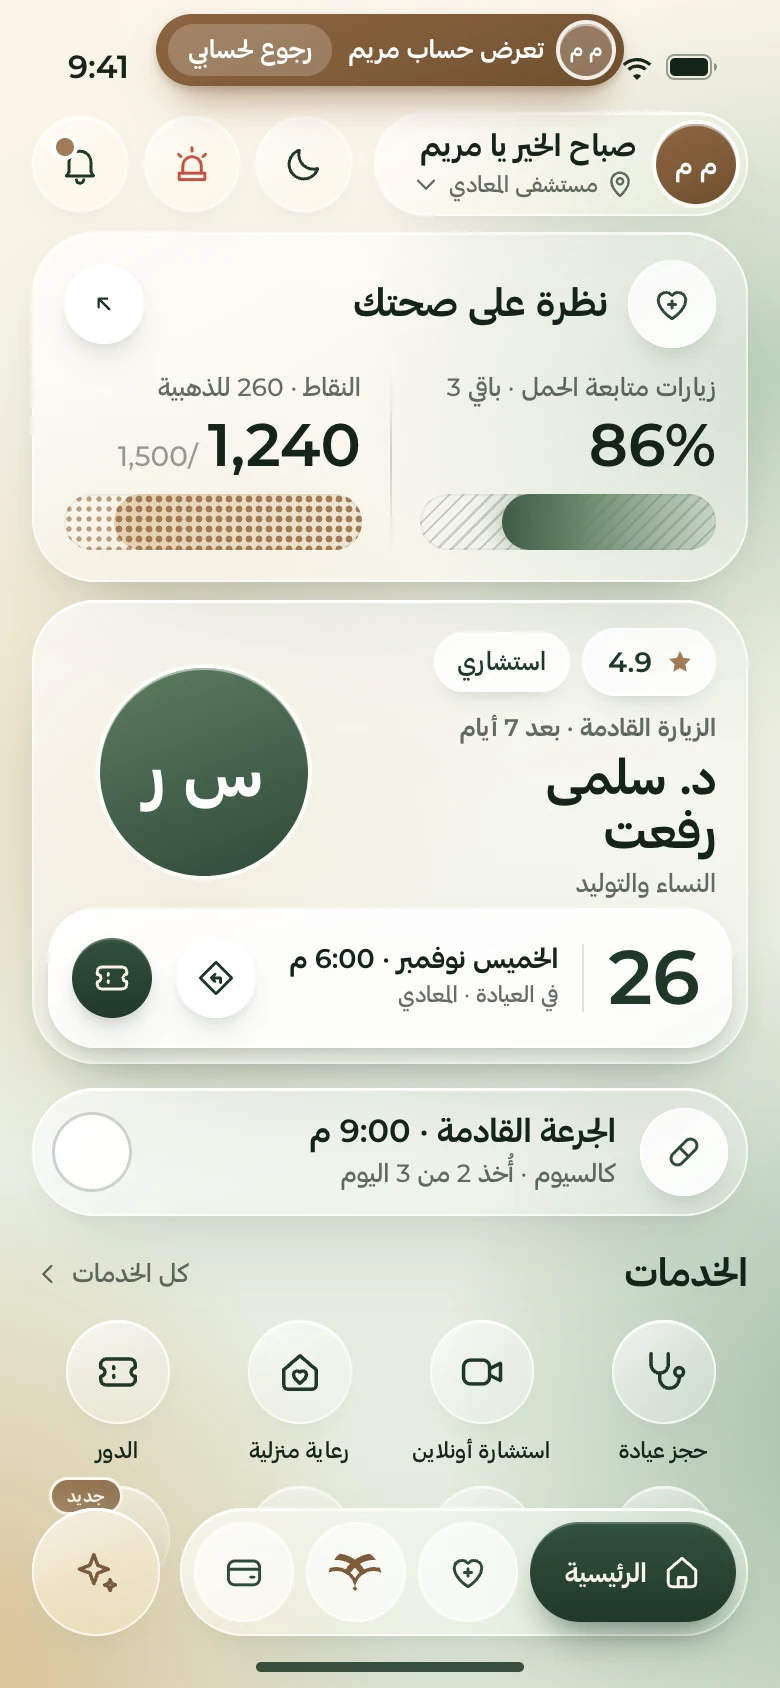 9:41
م م
تعرض حساب مريم
رجوع لحسابي
م م
صباح الخير يا مريم
مستشفى المعادي
نظرة على صحتك
زيارات متابعة الحمل · باقي 3
86%
النقاط · 260 للذهبية
1,240 /1,500
4.9
استشاري
الزيارة القادمة · بعد 7 أيام
د. سلمى
رفعت
النساء والتوليد
س ر
26
الخميس نوفمبر · 6:00 م
في العيادة · المعادي
الجرعة القادمة · 9:00 م
كالسيوم · أُخذ 2 من 3 اليوم
الخدمات
كل الخدمات
حجز عيادة
استشارة أونلاين
رعاية منزلية
الدور
جديد
الرئيسية